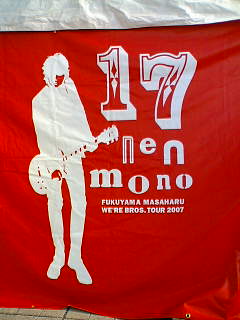 17
nen
mono
FUKUYAMA MASAHARU
WE'RE BROS. TOUR 2007